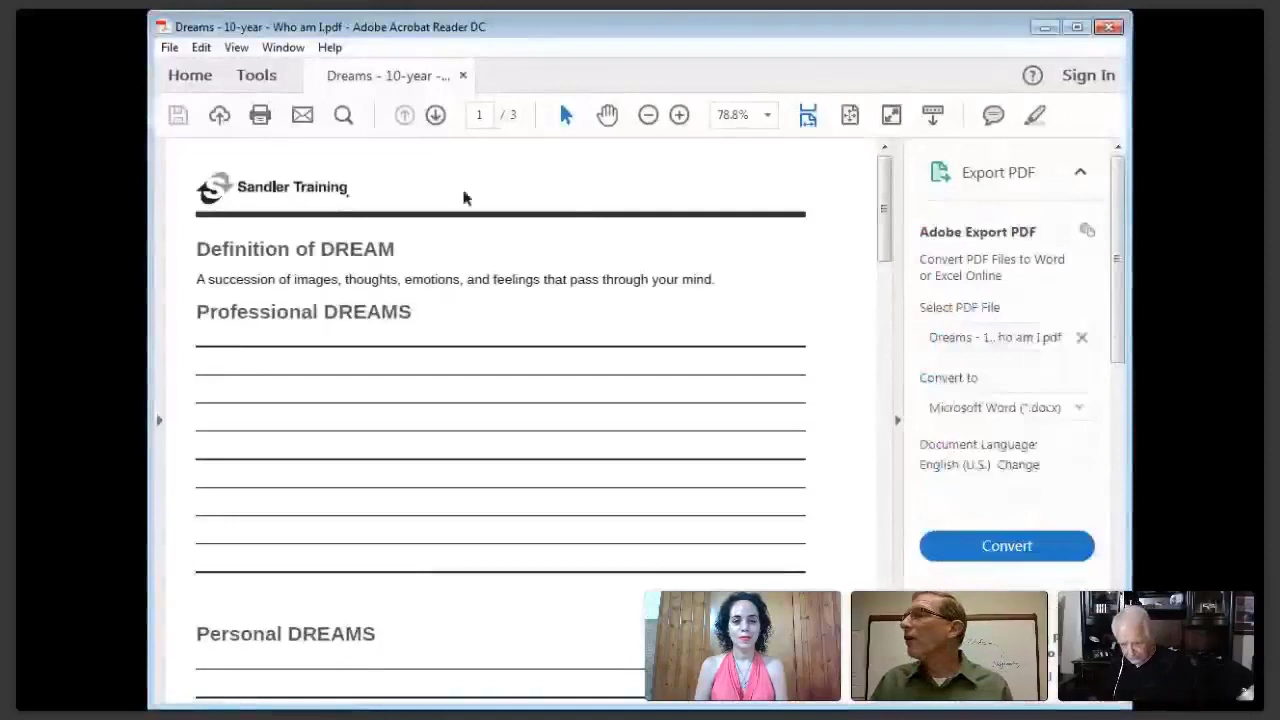 Dreams - 10-year - Who am I.pdf - Adobe Acrobat Reader DC
File Edit View Window Help
Home Tools Dreams - 10-year -... × Sign In
1 / 3 78.8%
Sandler Training
Definition of DREAM
A succession of images, thoughts, emotions, and feelings that pass through your mind.
Professional DREAMS
Personal DREAMS
Export PDF
Adobe Export PDF
Convert PDF Files to Word
or Excel Online
Select PDF File
Dreams - 1.. ho am I.pdf
Convert to
Microsoft Word (*.docx)
Document Language:
English (U.S.) Change
Convert